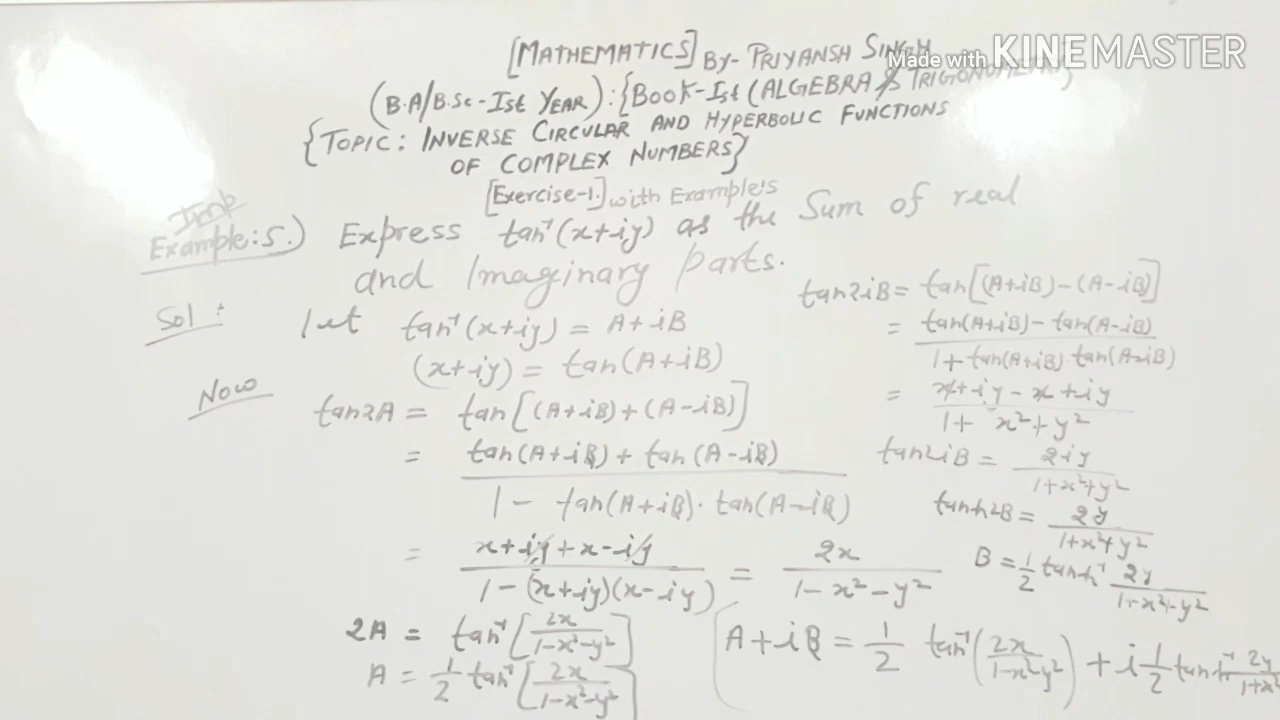 Made with KINEMASTER
[MATHEMATICS] By- PRIYANSH SINGH
(B.A/B.Sc - Ist YEAR) : {BOOK-Ist (ALGEBRA & TRIGONOMETRY)}
{TOPIC: INVERSE CIRCULAR AND HYPERBOLIC FUNCTIONS
OF COMPLEX NUMBERS}
[Exercise-1.] with Example's
Imp
Example:5.) Express tan⁻¹(x+iy) as the Sum of real
and Imaginary parts.
Sol : let tan⁻¹(x+iy) = A+iB
(x+iy) = tan(A+iB)
Now tan2A = tan[(A+iB)+(A-iB)]
= tan(A+iB) + tan(A-iB) / 1 - tan(A+iB). tan(A-iB)
= x+iy+x-iy / 1-(x+iy)(x-iy) = 2x / 1-x²-y²
2A = tan⁻¹[2x / 1-x²-y²]
A = 1/2 tan⁻¹[2x / 1-x²-y²]
tan2iB = tan[(A+iB)-(A-iB)]
= tan(A+iB) - tan(A-iB) / 1+tan(A+iB).tan(A-iB)
= x+iy-x+iy / 1+ x²+y²
tan2iB = 2iy / 1+x²+y²
tanh2B = 2y / 1+x²+y²
B = 1/2 tanh⁻¹ 2y
A+iB = 1/2 tan⁻¹(2x / 1-x²-y²) + i 1/2 tanh⁻¹ 2y / 1+x²